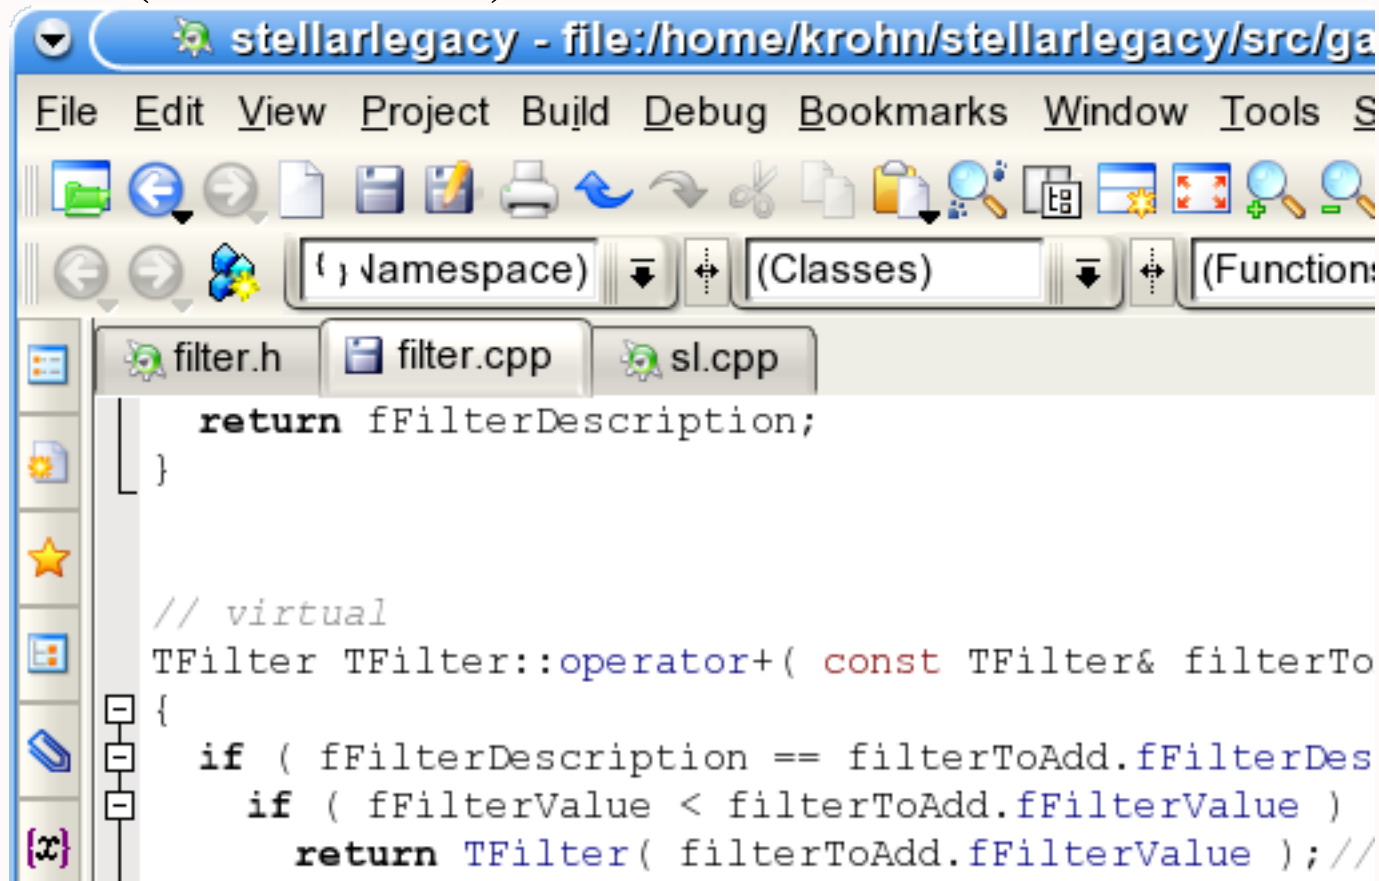 stellarlegacy - file:/home/krohn/stellarlegacy/src/ga
File Edit View Project Build Debug Bookmarks Window Tools S
{ } Namespace) (Classes) (Functions
filter.h filter.cpp sl.cpp
return fFilterDescription;
}
// virtual
TFilter TFilter::operator+( const TFilter& filterTo
{
if ( fFilterDescription == filterToAdd.fFilterDes
if ( fFilterValue < filterToAdd.fFilterValue )
return TFilter( filterToAdd.fFilterValue );//
{x}